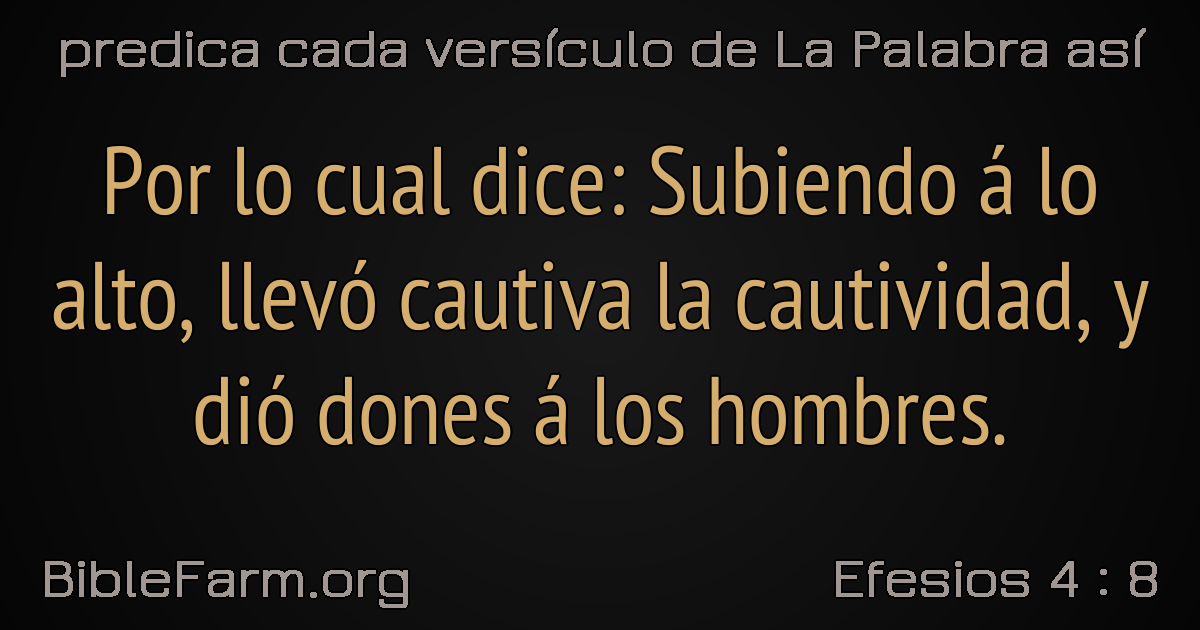 predica cada versículo de La Palabra así
Por lo cual dice: Subiendo á lo
alto, llevó cautiva la cautividad, y
dió dones á los hombres.
BibleFarm.org
Efesios 4 : 8